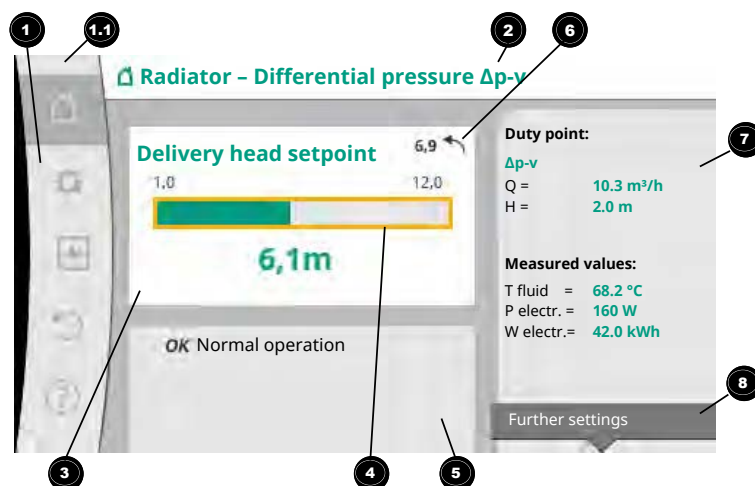 1
1.1
2
6
Radiator – Differential pressure Δp-v
Delivery head setpoint
6,9
1,0
12,0
6,1m
OK Normal operation
Duty point:
Δp-v
Q = 10.3 m³/h
H = 2.0 m
Measured values:
T fluid = 68.2 °C
P electr. = 160 W
W electr.= 42.0 kWh
7
8
Further settings
3
4
5